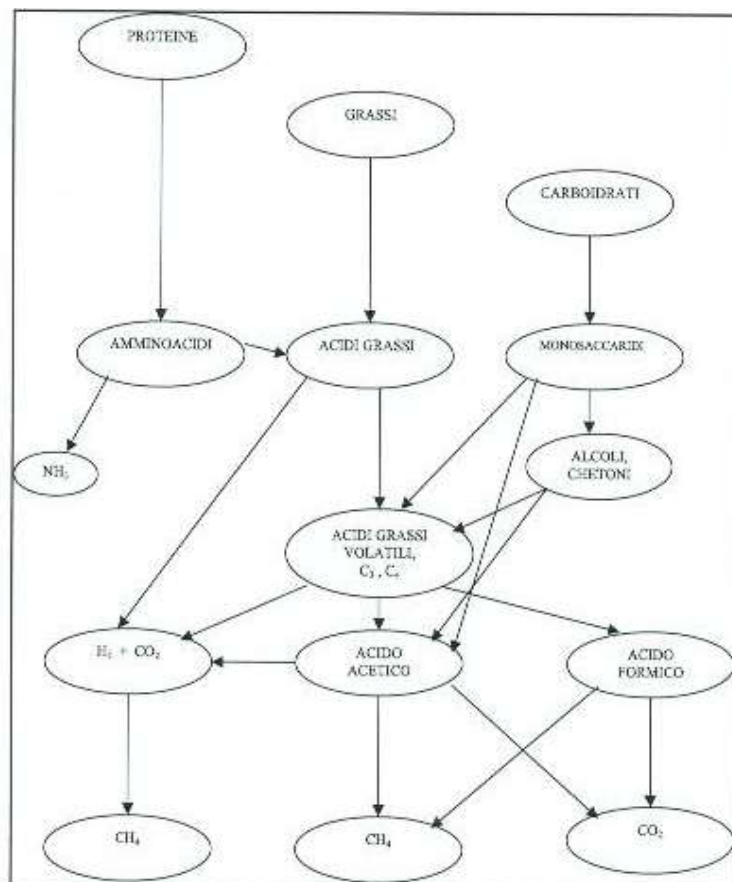 PROTEINE
GRASSI
CARBOIDRATI
AMMINOACIDI
ACIDI GRASSI
MONOSACCARIDI
NH₃
ALCOLI,
CHETONI
ACIDI GRASSI
VOLATILI,
C₃ , C₄
H₂ + CO₂
ACIDO
ACETICO
ACIDO
FORMICO
CH₄
CH₄
CO₂